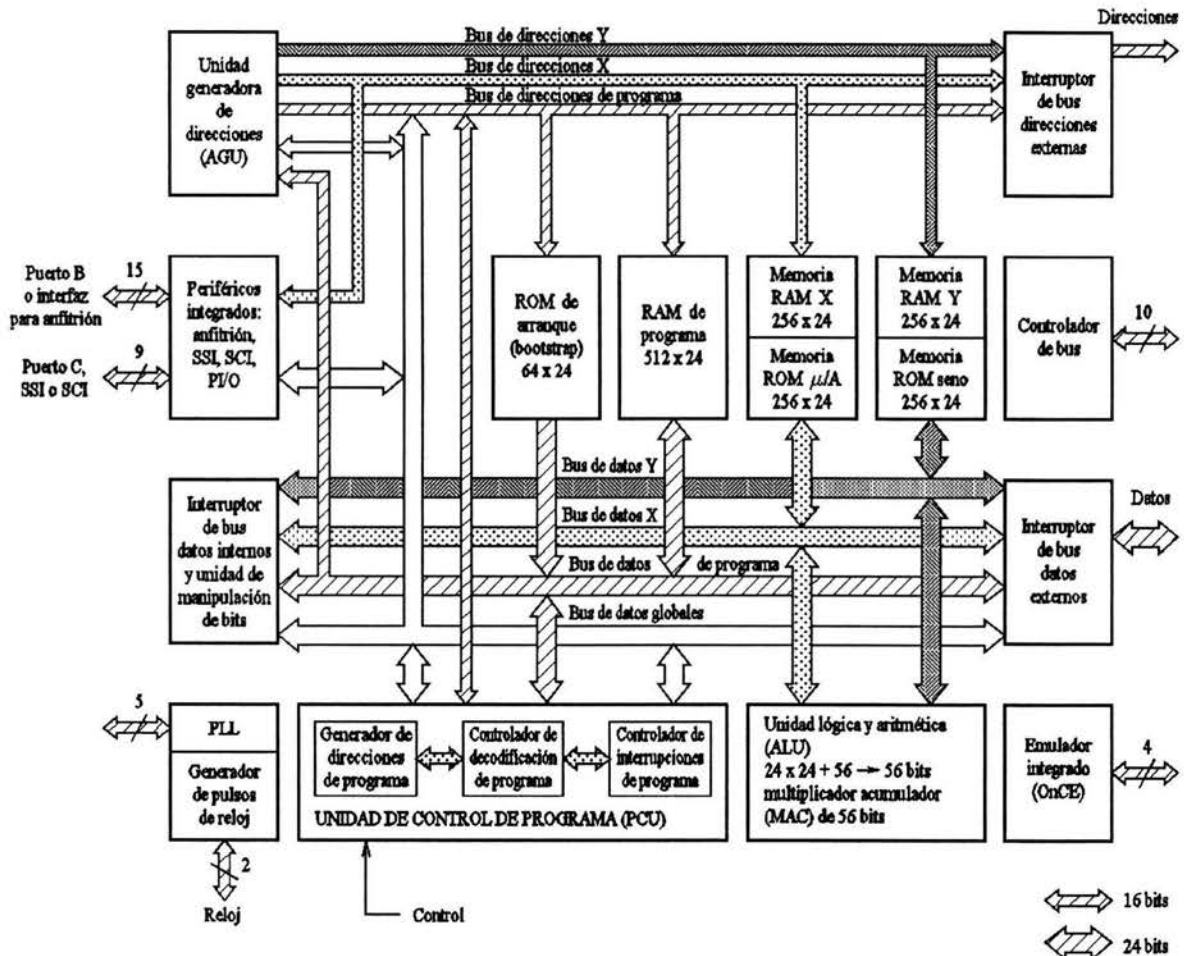 Direcciones
Bus de direcciones Y
Bus de direcciones X
Bus de direcciones de programa
Unidad
generadora
de
direcciones
(AGU)
Interruptor
de bus
direcciones
externas
Puerto B
o interfaz
para anfitrión
15
Puerto C,
SSI o SCI
9
Periféricos
integrados:
anfitrión,
SSI, SCI,
PI/O
ROM de
arranque
(bootstrap)
64 x 24
RAM de
programa
512 x 24
Memoria
RAM X
256 x 24
Memoria
ROM μ/A
256 x 24
Memoria
RAM Y
256 x 24
Memoria
ROM seno
256 x 24
Controlador
de bus
10
Bus de datos Y
Bus de datos X
Bus de datos de programa
Bus de datos globales
Interruptor
de bus
datos internos
y unidad de
manipulación
de bits
Interruptor
de bus
datos
externos
Datos
5
PLL
Generador
de pulsos
de reloj
2
Reloj
Generador de
direcciones
de programa
Controlador de
decodificación
de programa
Controlador de
interrupciones
de programa
UNIDAD DE CONTROL DE PROGRAMA (PCU)
Control
Unidad lógica y aritmética
(ALU)
24 x 24 + 56 → 56 bits
multiplicador acumulador
(MAC) de 56 bits
Emulador
integrado
(OnCE)
4
16 bits
24 bits